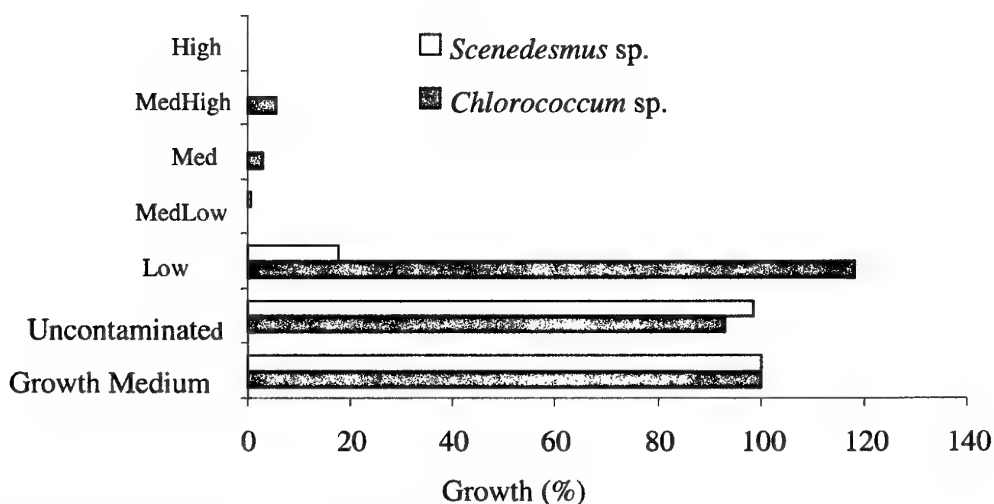 High
MedHigh
Med
MedLow
Low
Uncontaminated
Growth Medium
Scenedesmus sp.
Chlorococcum sp.
0 20 40 60 80 100 120 140
Growth (%)